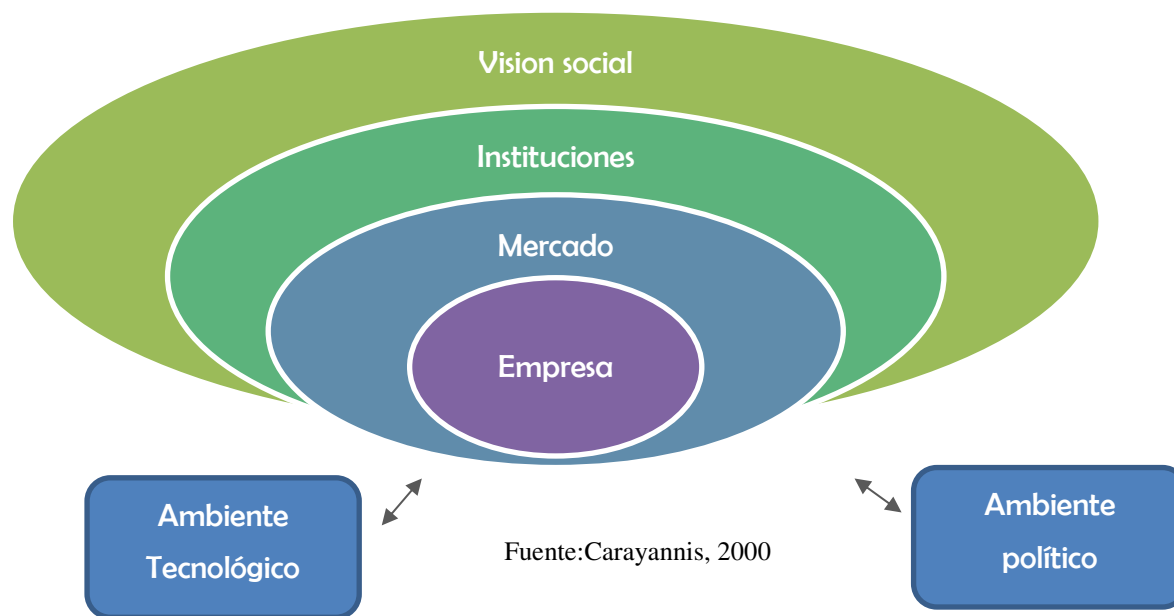 Vision social
Instituciones
Mercado
Empresa
Ambiente
Tecnológico
Fuente:Carayannis, 2000
Ambiente
político